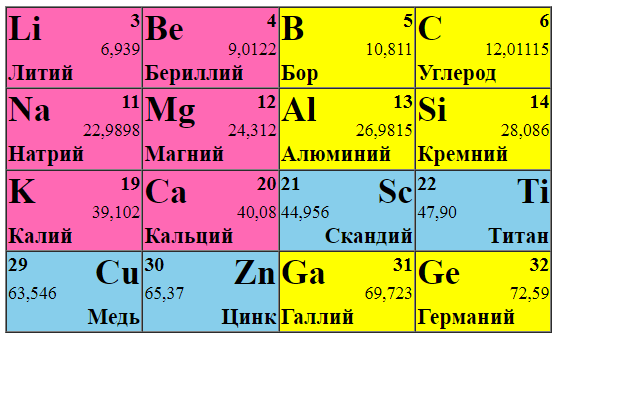 Li 3 Be 4 B 5 C 6
6,939 9,0122 10,811 12,01115
Литий Бериллий Бор Углерод
Na 11 Mg 12 Al 13 Si 14
22,9898 24,312 26,9815 28,086
Натрий Магний Алюминий Кремний
K 19 Ca 20 21 Sc 22 Ti
39,102 40,08 44,956 47,90
Калий Кальций Скандий Титан
29 Cu 30 Zn Ga 31 Ge 32
63,546 65,37 69,723 72,59
Медь Цинк Галлий Германий